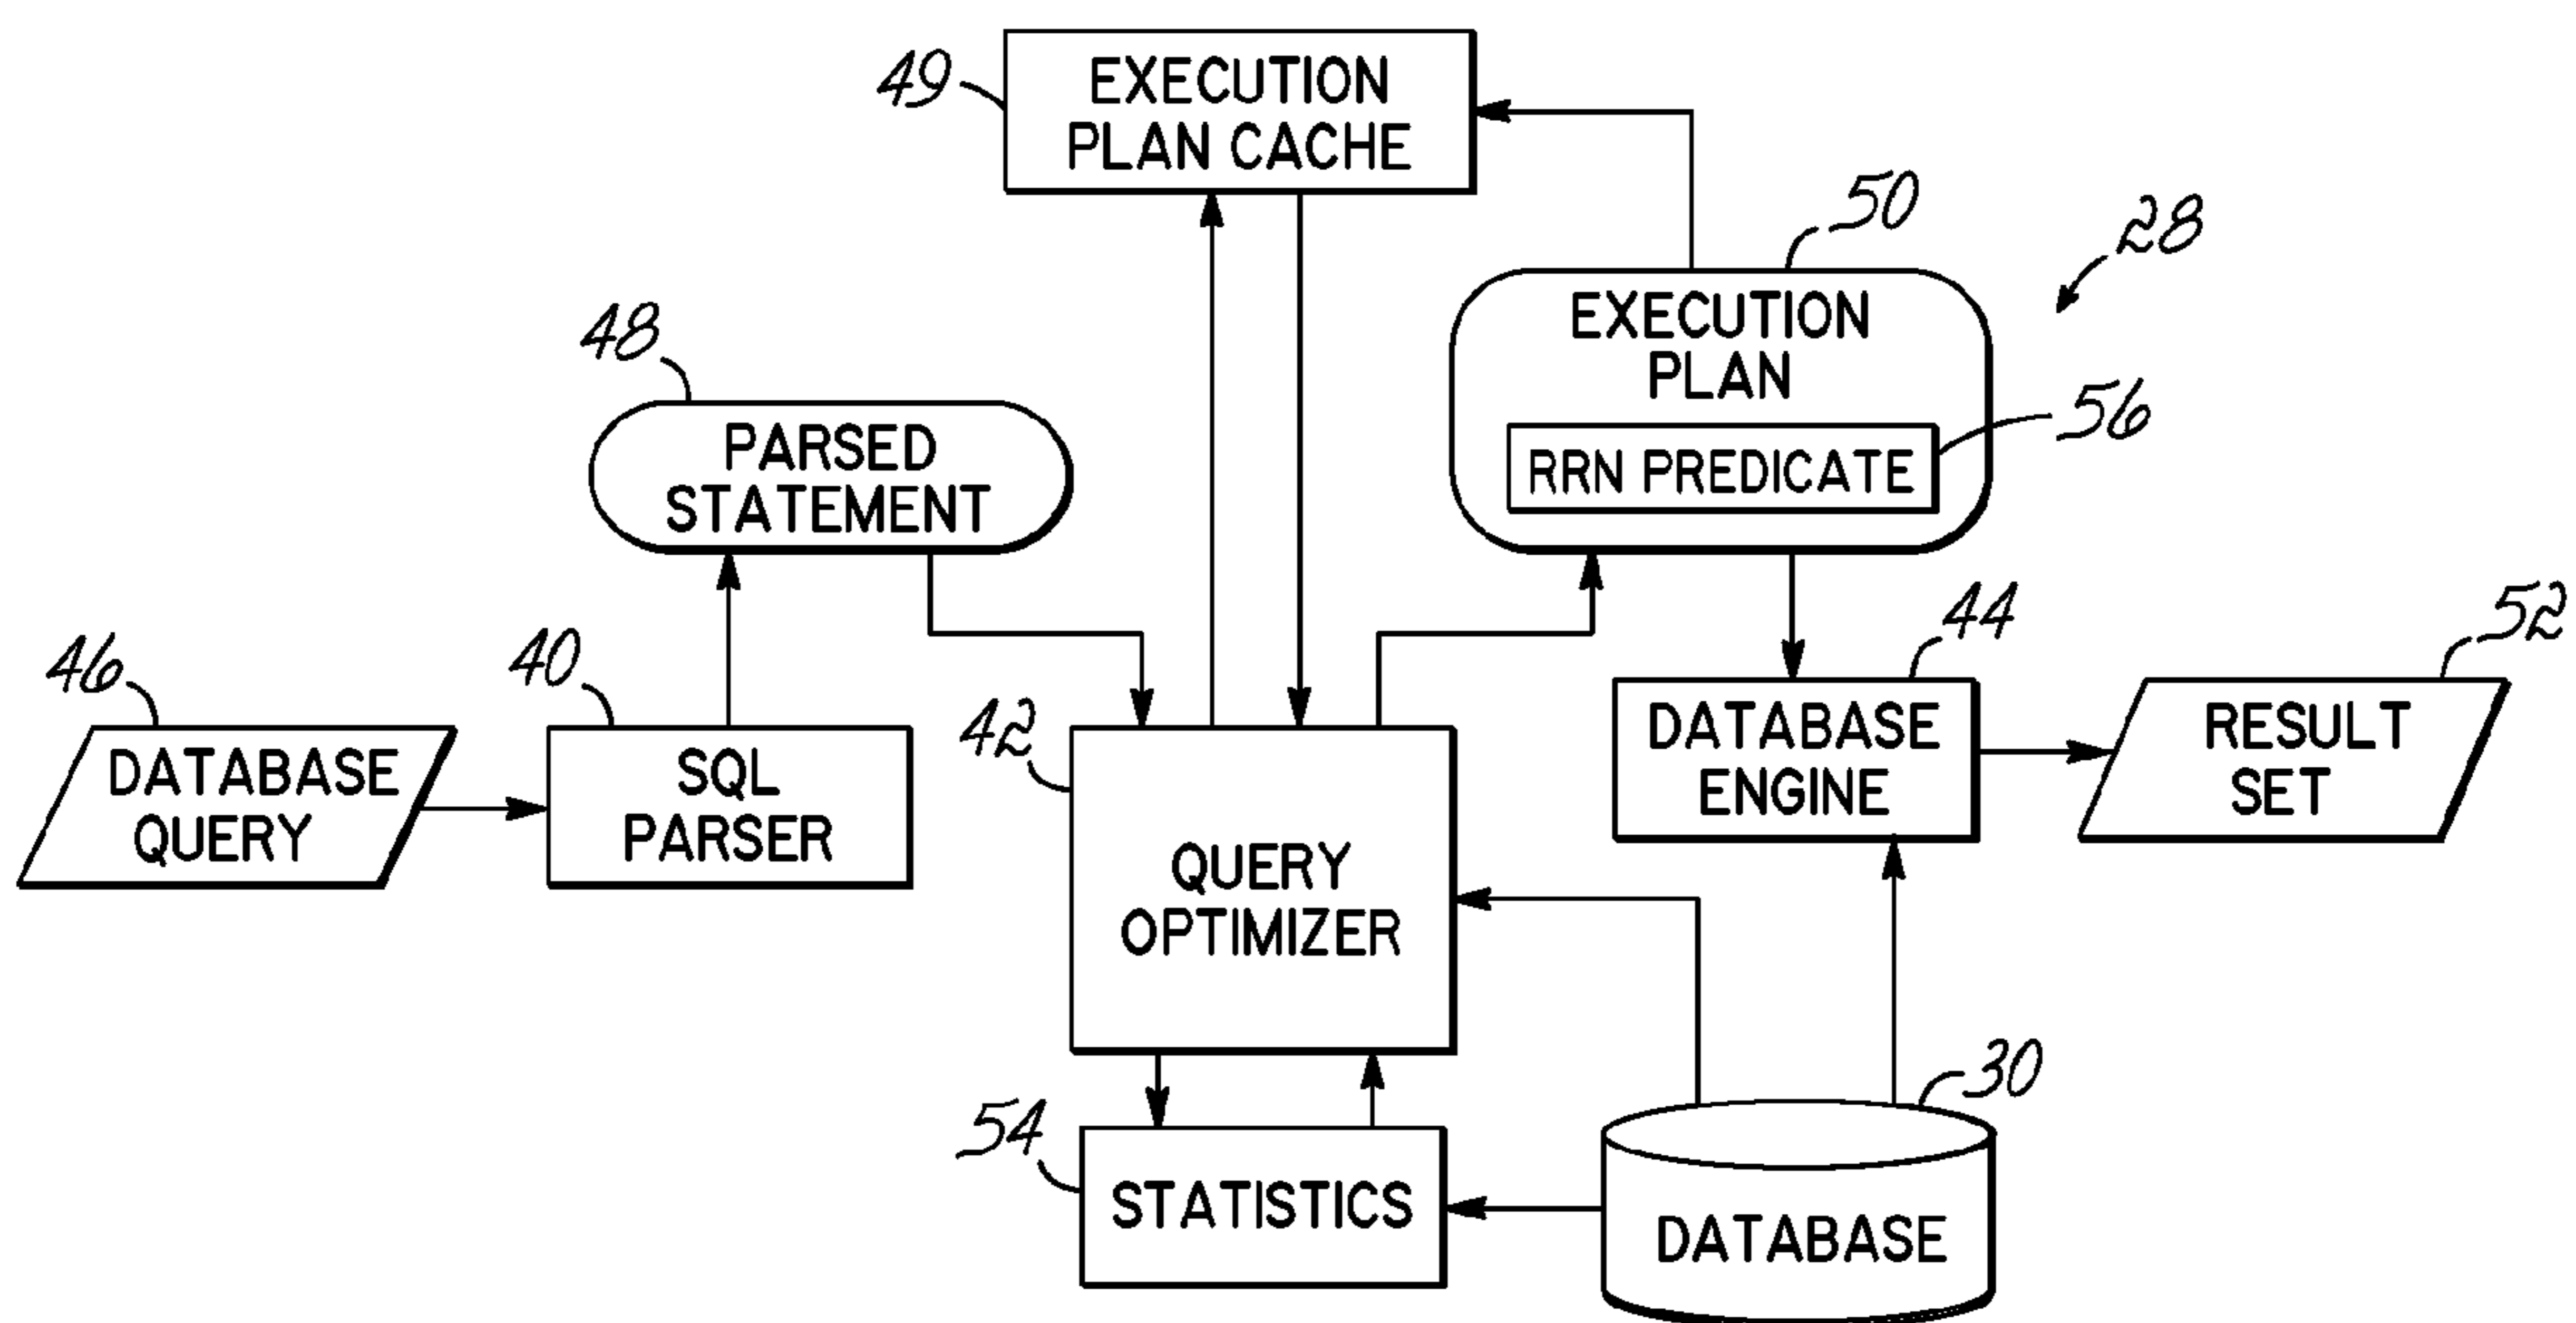 49
EXECUTION
PLAN CACHE
50
28
48
EXECUTION
PLAN
56
RRN PREDICATE
PARSED
STATEMENT
46
40
42
44
52
DATABASE
QUERY
SQL
PARSER
QUERY
OPTIMIZER
DATABASE
ENGINE
RESULT
SET
54
STATISTICS
30
DATABASE